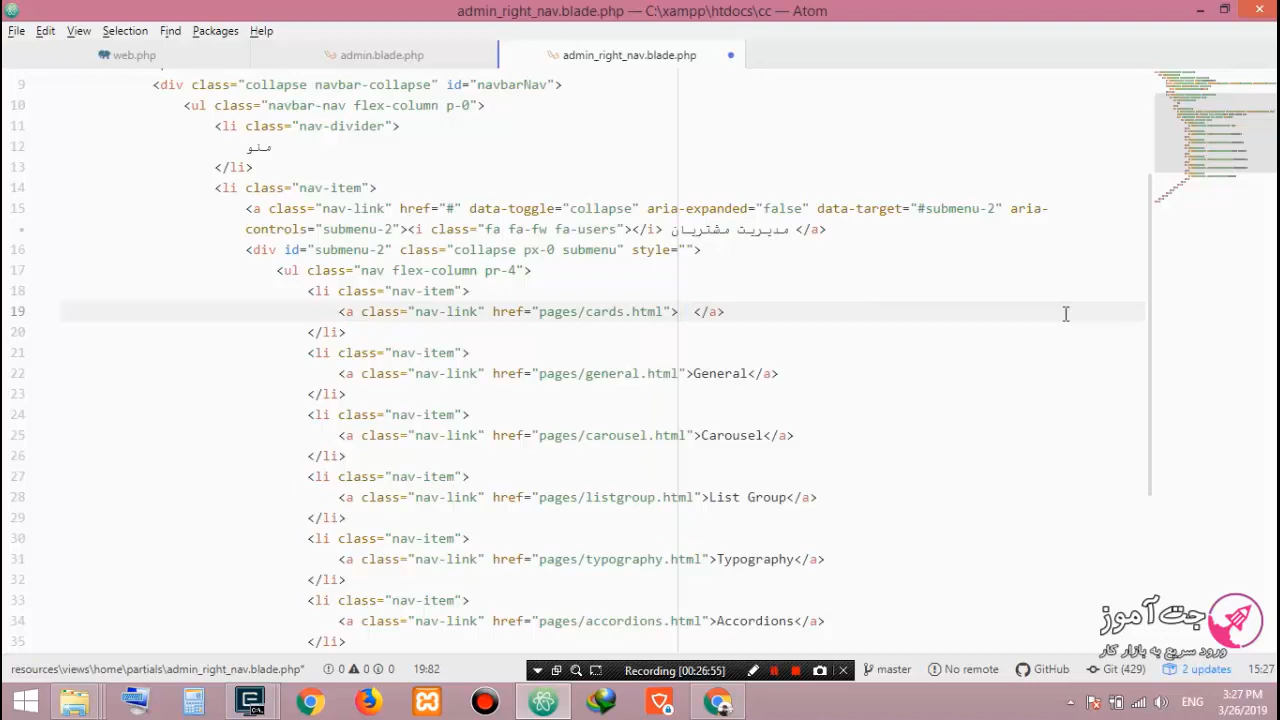 admin_right_nav.blade.php — C:\xampp\htdocs\cc — Atom
File Edit View Selection Find Packages Help
web.php admin.blade.php admin_right_nav.blade.php
9 <div class="collapse navbar-collapse" id="navbarNav">
10 <ul class="navbar-nav flex-column p-0">
11 <li class="nav-divider">
12 منو
13 </li>
14 <li class="nav-item">
15 <a class="nav-link" href="#" data-toggle="collapse" aria-expanded="false" data-target="#submenu-2" aria-
• controls="submenu-2"><i class="fa fa-fw fa-users"></i> مدیریت مشتریان </a>
16 <div id="submenu-2" class="collapse px-0 submenu" style="">
17 <ul class="nav flex-column pr-4">
18 <li class="nav-item">
19 <a class="nav-link" href="pages/cards.html"> </a>
20 </li>
21 <li class="nav-item">
22 <a class="nav-link" href="pages/general.html">General</a>
23 </li>
24 <li class="nav-item">
25 <a class="nav-link" href="pages/carousel.html">Carousel</a>
26 </li>
27 <li class="nav-item">
28 <a class="nav-link" href="pages/listgroup.html">List Group</a>
29 </li>
30 <li class="nav-item">
31 <a class="nav-link" href="pages/typography.html">Typography</a>
32 </li>
33 <li class="nav-item">
34 <a class="nav-link" href="pages/accordions.html">Accordions</a>
35 </li>
جت آموز
ورود سریع به بازار کار
resources\views\home\partials\admin_right_nav.blade.php* 0 0 0 19:82 Recording [00:26:55] master No remote GitHub 0 (429) 2 updates 15:27
ENG 3:27 PM
3/26/2019